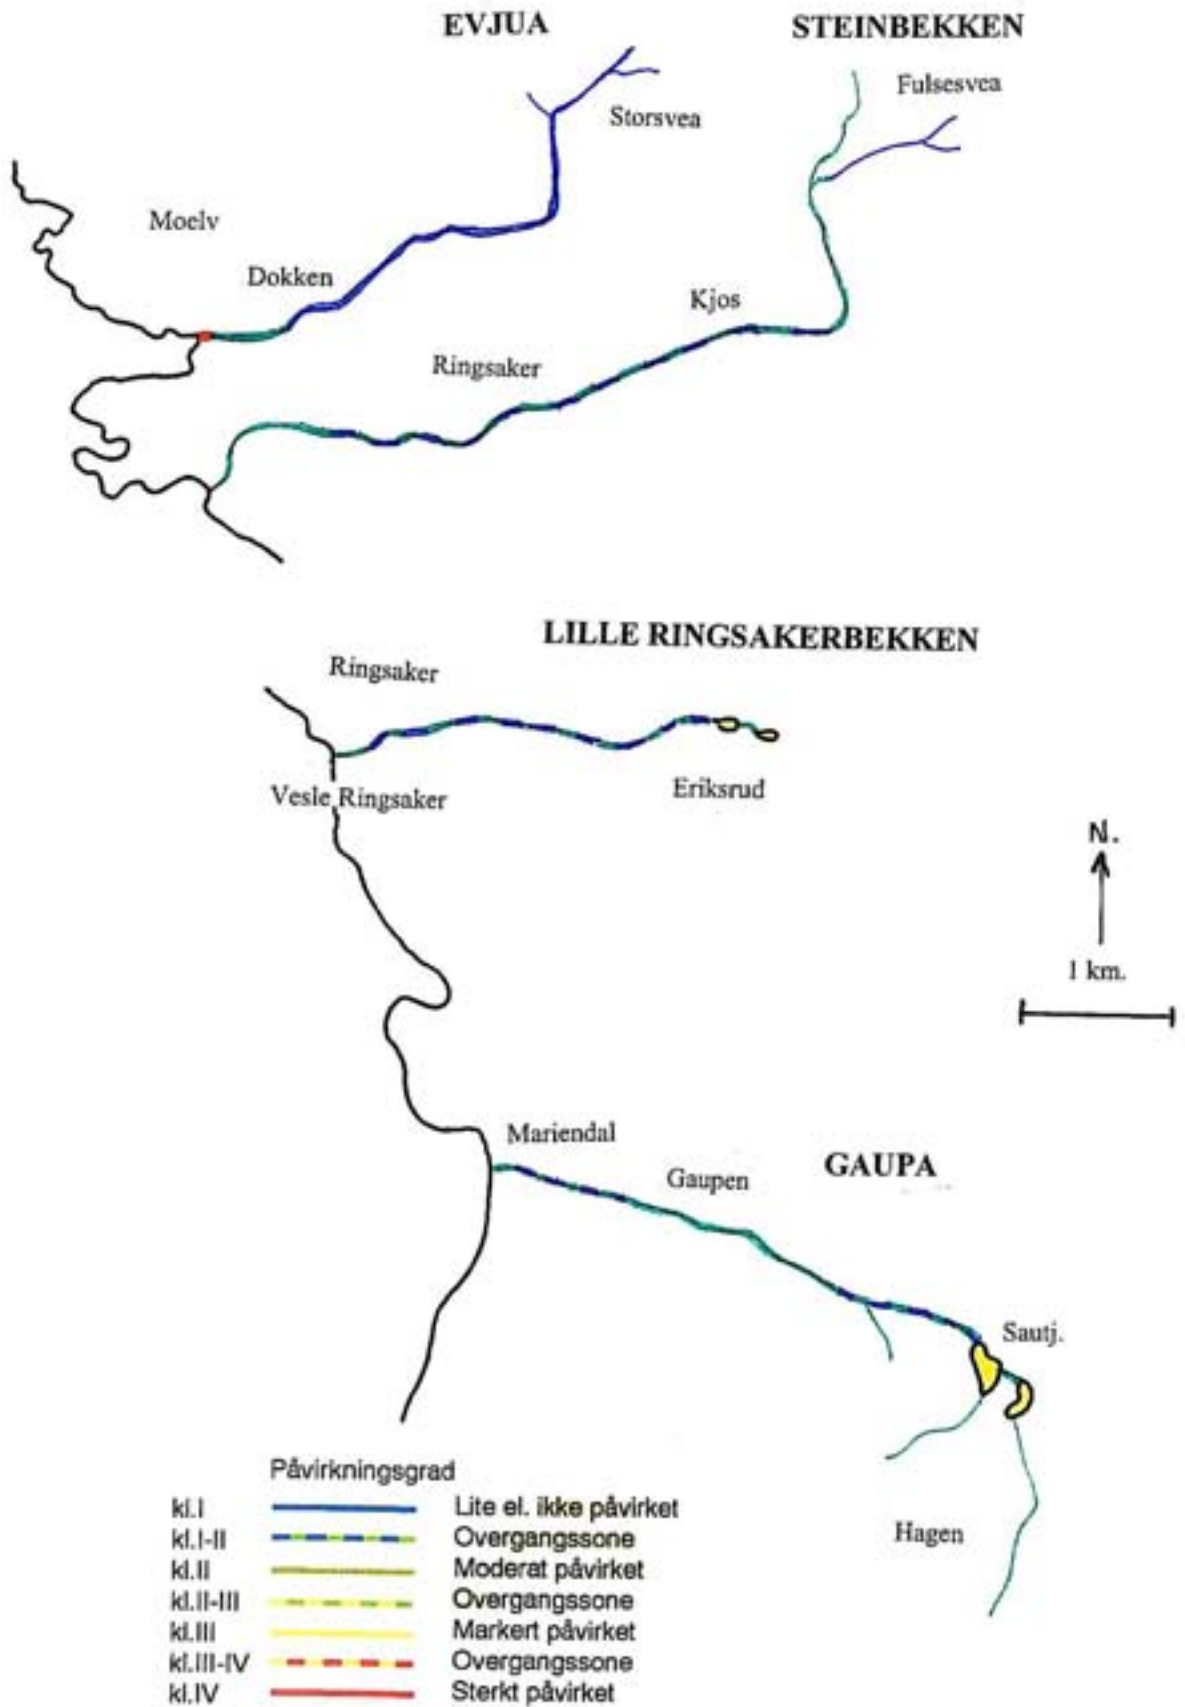 EVJUA
STEINBEKKEN
Fulsesvea
Storsvea
Moelv
Dokken
Kjos
Ringsaker
LILLE RINGSAKERBEKKEN
Ringsaker
Vesle Ringsaker
Eriksrud
N.
1 km.
Mariendal
Gaupen
GAUPA
Sautj.
Hagen
Påvirkningsgrad
kl.I Lite el. ikke påvirket
kl.I-II Overgangssone
kl.II Moderat påvirket
kl.II-III Overgangssone
kl.III Markert påvirket
kl.III-IV Overgangssone
kl.IV Sterkt påvirket